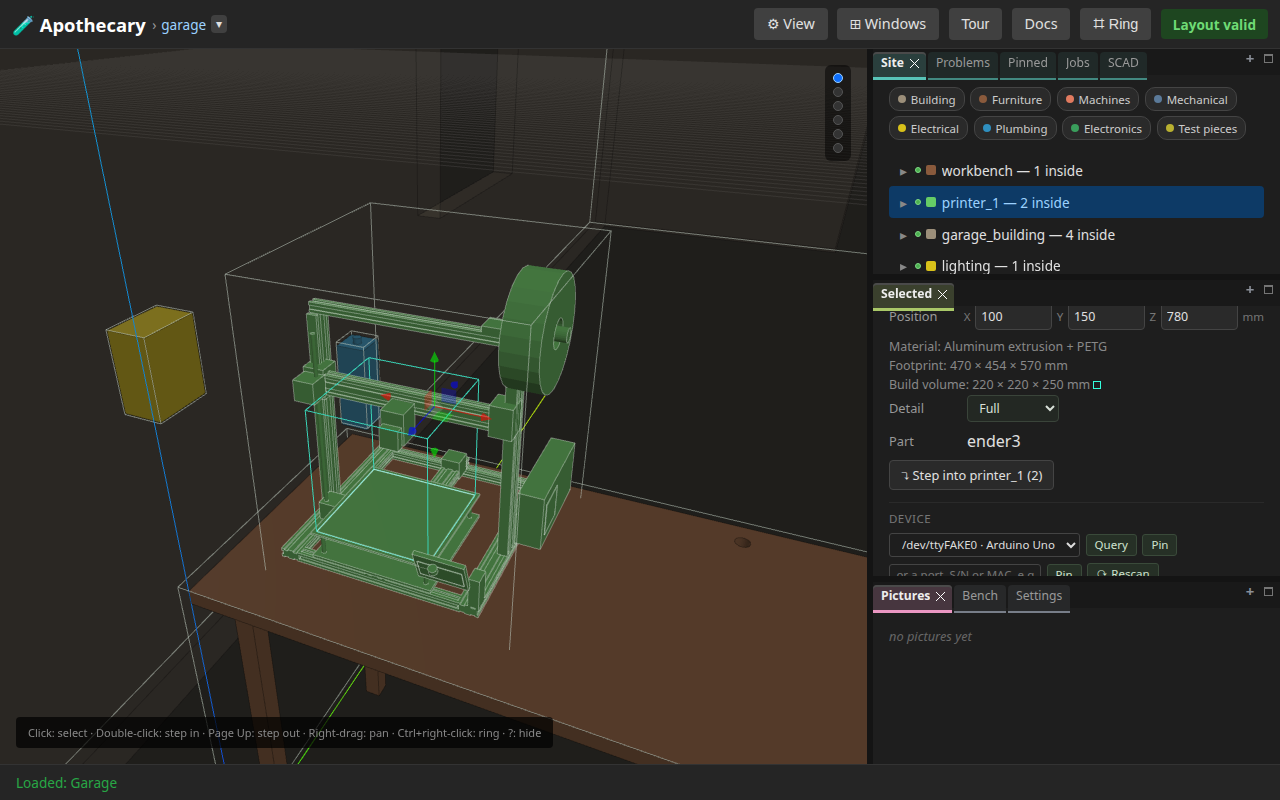 Apothecary › garage ▾
⚙ View
⊞ Windows
Tour
Docs
⌗ Ring
Layout valid
Site
Problems
Pinned
Jobs
SCAD
Building
Furniture
Machines
Mechanical
Electrical
Plumbing
Electronics
Test pieces
workbench — 1 inside
printer_1 — 2 inside
garage_building — 4 inside
lighting — 1 inside
Selected
Position X 100 Y 150 Z 780 mm
Material: Aluminum extrusion + PETG
Footprint: 470 × 454 × 570 mm
Build volume: 220 × 220 × 250 mm
Detail Full
Part ender3
⤵ Step into printer_1 (2)
DEVICE
/dev/ttyFAKE0 · Arduino Uno Query Pin
or a port, S/N or MAC, e.g Pin ⟳ Rescan
Pictures
Bench
Settings
no pictures yet
Click: select · Double-click: step in · Page Up: step out · Right-drag: pan · Ctrl+right-click: ring · ?: hide
Loaded: Garage